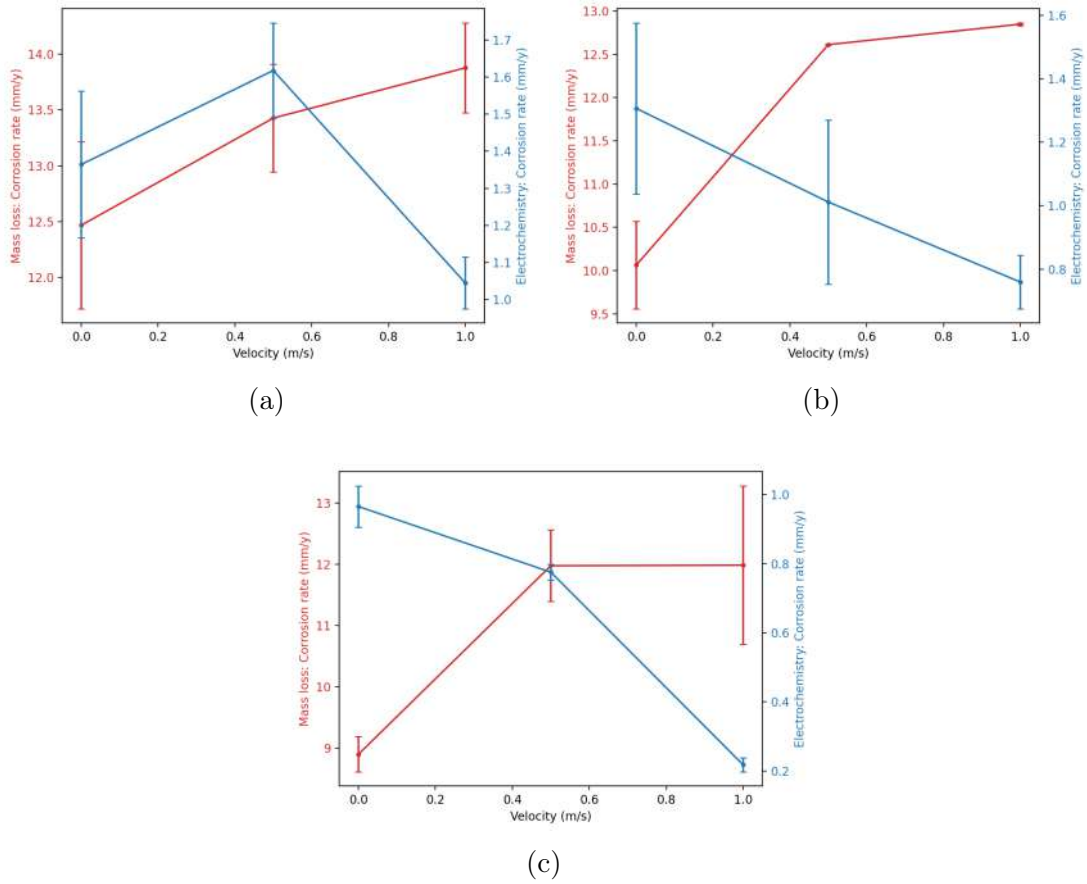 Mass loss: Corrosion rate (mm/y)
14.0
13.5
13.0
12.5
12.0
0.0 0.2 0.4 0.6 0.8 1.0
Velocity (m/s)
1.7
1.6
1.5
1.4
1.3
1.2
1.1
1.0
Electrochemistry: Corrosion rate (mm/y)
(a)
Mass loss: Corrosion rate (mm/y)
13.0
12.5
12.0
11.5
11.0
10.5
10.0
9.5
0.0 0.2 0.4 0.6 0.8 1.0
Velocity (m/s)
1.6
1.4
1.2
1.0
0.8
Electrochemistry: Corrosion rate (mm/y)
(b)
Mass loss: Corrosion rate (mm/y)
13
12
11
10
9
0.0 0.2 0.4 0.6 0.8 1.0
Velocity (m/s)
1.0
0.8
0.6
0.4
0.2
Electrochemistry: Corrosion rate (mm/y)
(c)